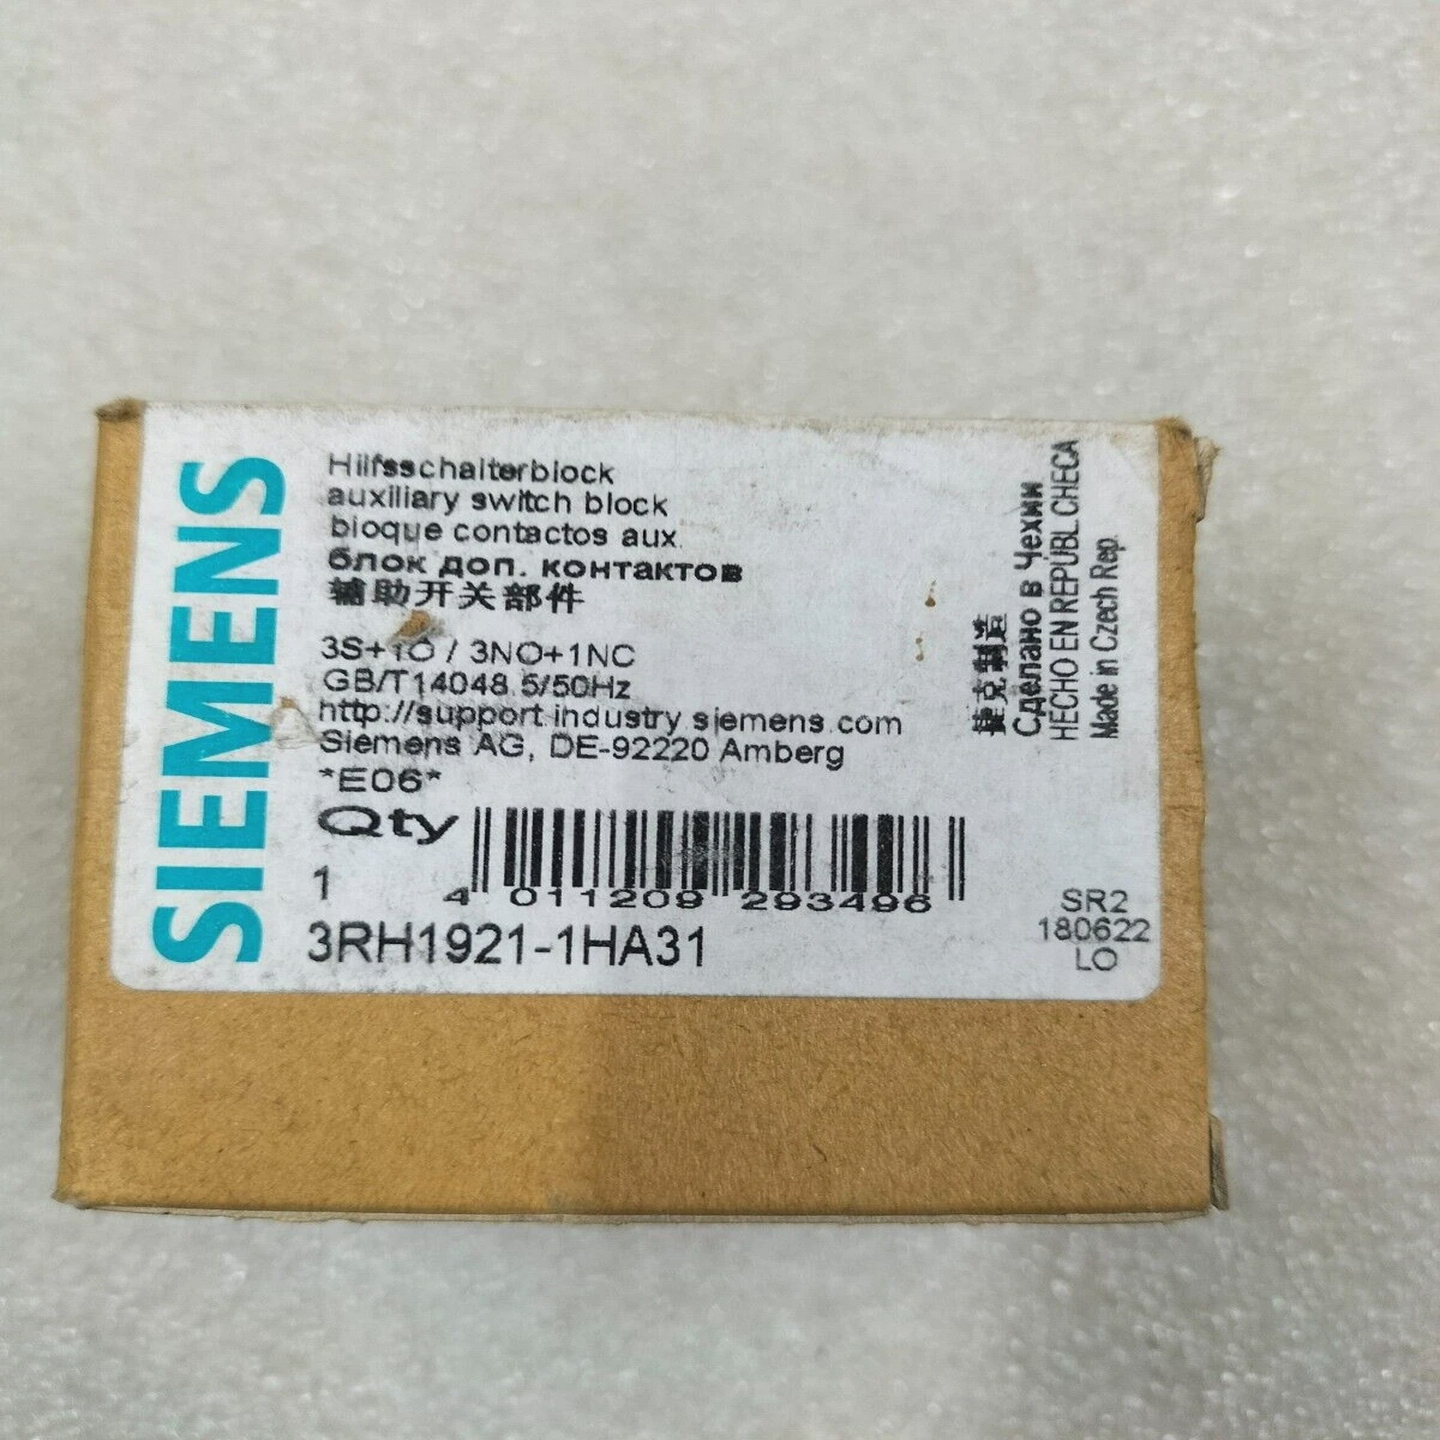 SIEMENS
Hilfsschalterblock
auxiliary switch block
bloque contactos aux.
блок доп. контактов
辅助开关部件
3S+1O / 3NO+1NC
GB/T14048.5/50Hz
http://support.industry.siemens.com
Siemens AG, DE-92220 Amberg
*E06*
Qty
1
4 011209 293496
3RH1921-1HA31
捷克制造
Сделано в Чехии
HECHO EN REPÚBL.CHECA
Made in Czech Rep.
SR2
180622
LO